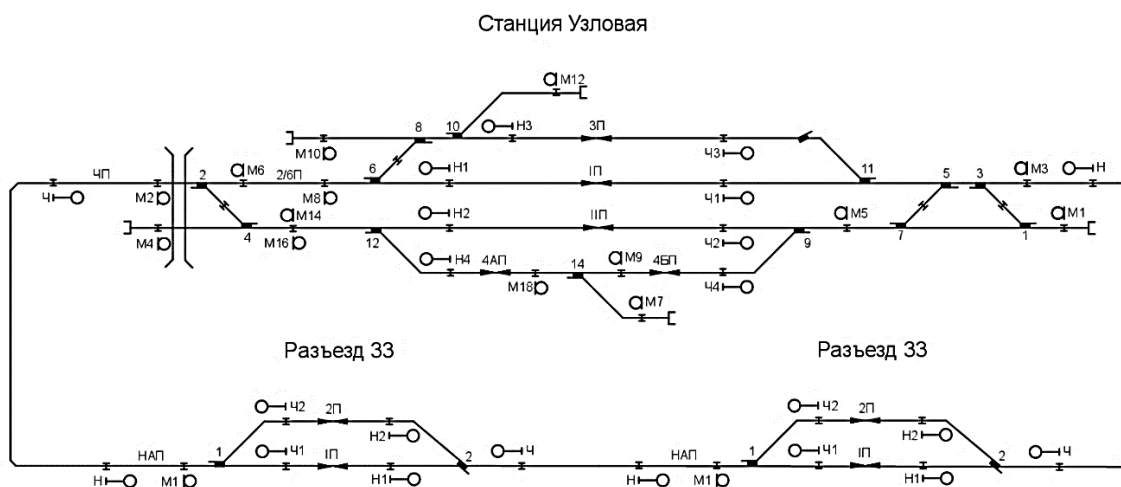 Станция Узловая
М12
8
10
Н3
3П
М10
Ч3
ЧП
2
М6
2/6П
6
Н1
1П
11
5
3
М3
Н
Ч
М2
М8
Ч1
М14
Н2
IIП
М5
М1
М4
4
М16
12
Ч2
9
7
1
Н4
4АП
14
М9
4БП
М18
Ч4
М7
Разъезд 33
Разъезд 33
Ч2
2П
Ч2
2П
Н2
Н2
НАП
1
Ч1
1П
2
Ч
НАП
1
Ч1
1П
2
Ч
Н
М1
Н1
Н
М1
Н1